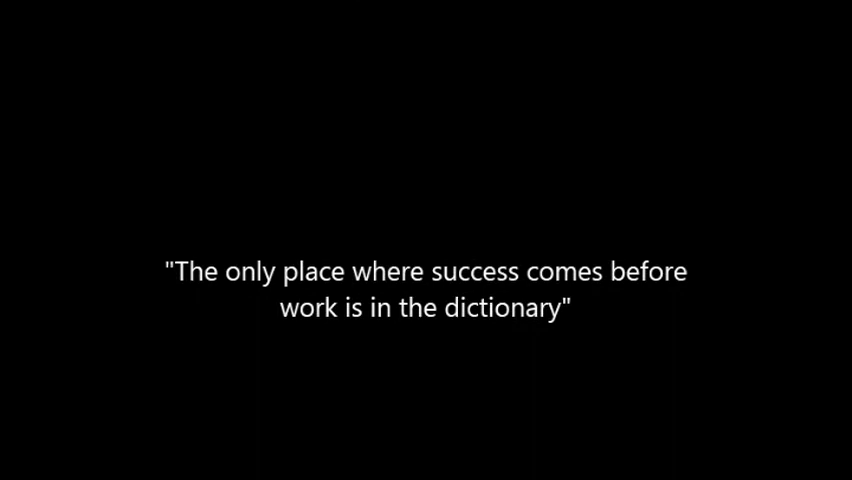 "The only place where success comes before
work is in the dictionary"